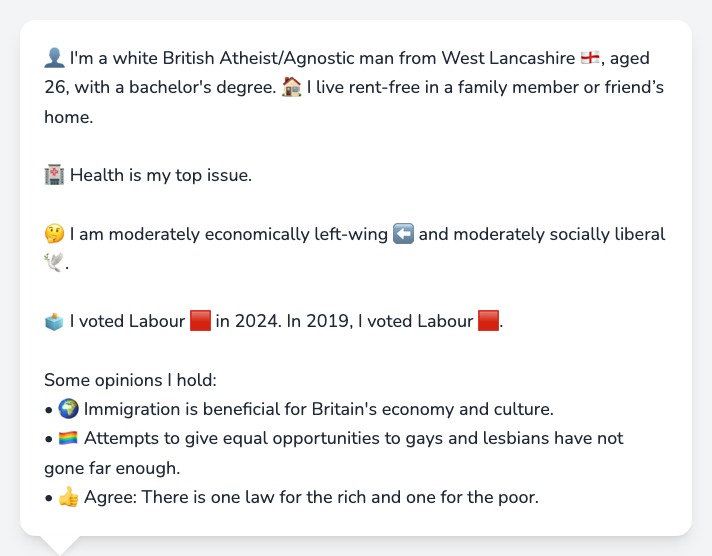 👤 I'm a white British Atheist/Agnostic man from West Lancashire 🏴󠁧󠁢󠁥󠁮󠁧󠁿, aged
26, with a bachelor's degree. 🏠 I live rent-free in a family member or friend’s
home.
🏥 Health is my top issue.
🤔 I am moderately economically left-wing ⬅️ and moderately socially liberal
🕊️.
🗳️ I voted Labour 🟥 in 2024. In 2019, I voted Labour 🟥.
Some opinions I hold:
• 🌍 Immigration is beneficial for Britain's economy and culture.
• 🏳️‍🌈 Attempts to give equal opportunities to gays and lesbians have not
gone far enough.
• 👍 Agree: There is one law for the rich and one for the poor.